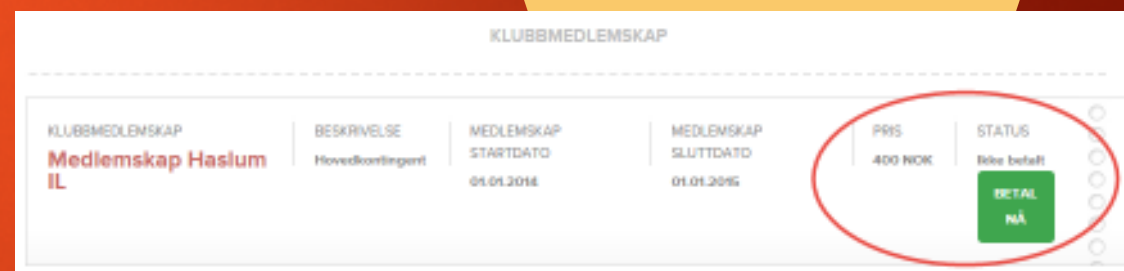 KLUBBMEDLEMSKAP
KLUBBMEDLEMSKAP
Medlemskap Haslum
IL
BESKRIVELSE
Hovedkontingent
MEDLEMSKAP
STARTDATO
01.01.2014
MEDLEMSKAP
SLUTTDATO
01.01.2015
PRIS
400 NOK
STATUS
Ikke betalt
BETAL
NÅ